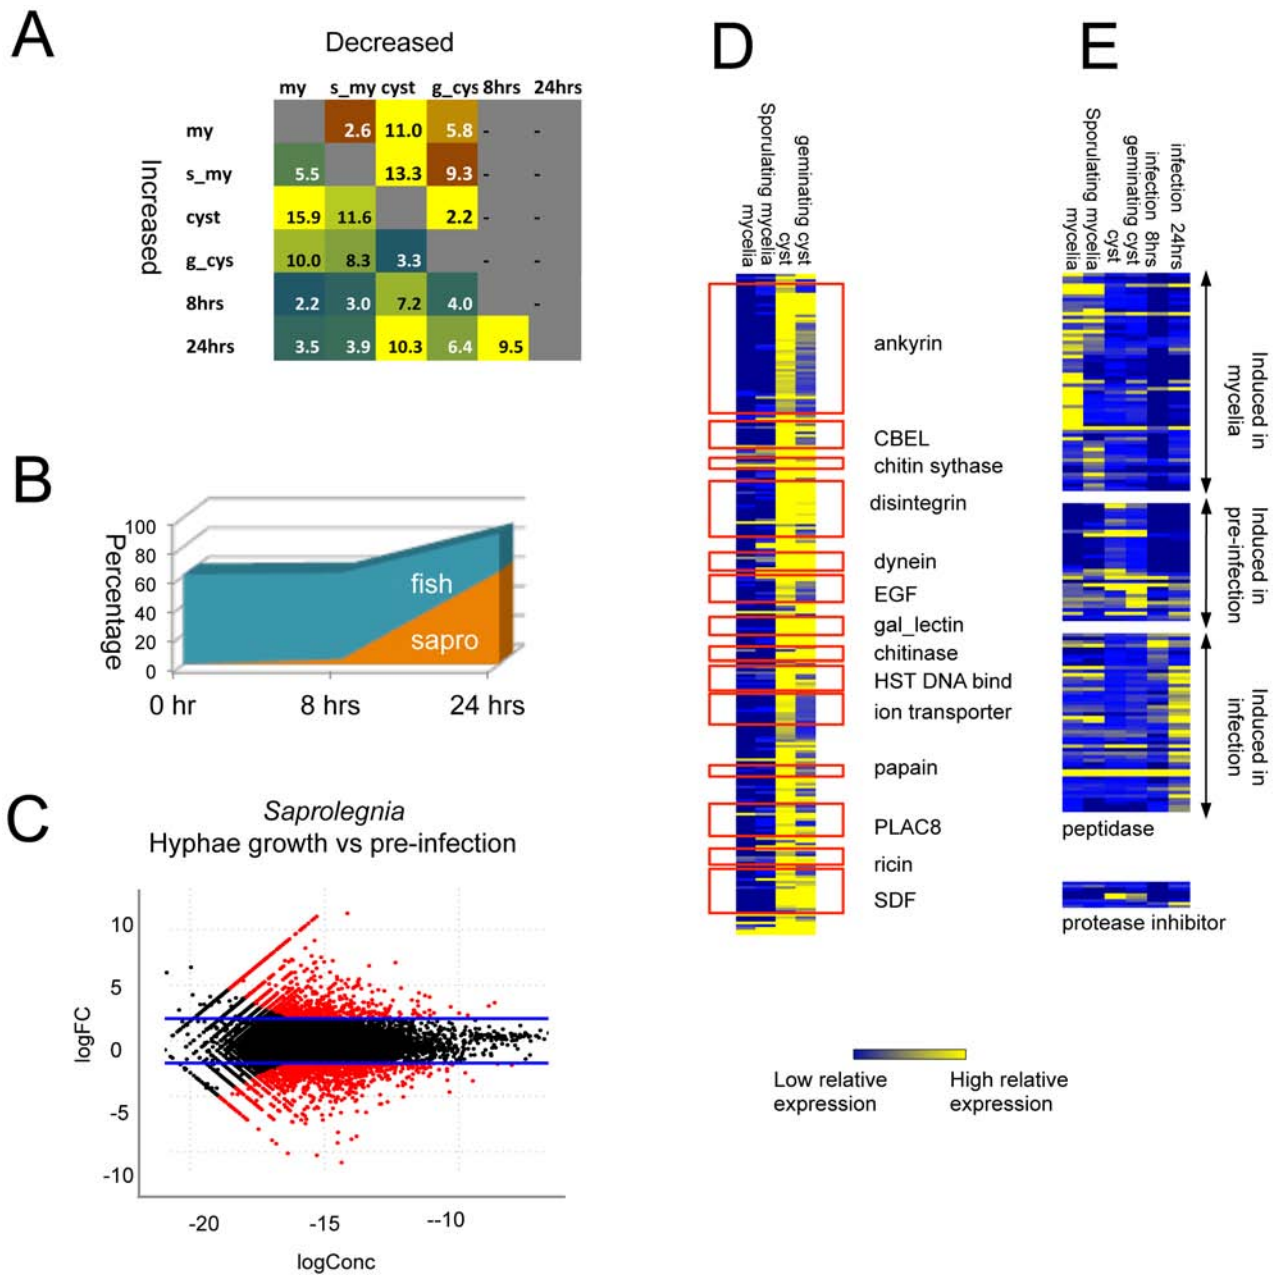 A
Decreased
my s_my cyst g_cys 8hrs 24hrs
Increased
my 2.6 11.0 5.8 - -
s_my 5.5 13.3 9.3 - -
cyst 15.9 11.6 2.2 - -
g_cys 10.0 8.3 3.3 - -
8hrs 2.2 3.0 7.2 4.0 -
24hrs 3.5 3.9 10.3 6.4 9.5
B
Percentage
100
80
60
40
20
0
fish
sapro
0 hr 8 hrs 24 hrs
C
Saprolegnia
Hyphae growth vs pre-infection
logFC
10
5
0
-5
-10
-20 -15 --10
logConc
D
mycelia
Sporulating mycelia
cyst
geminating cyst
ankyrin
CBEL
chitin sythase
disintegrin
dynein
EGF
gal_lectin
chitinase
HST DNA bind
ion transporter
papain
PLAC8
ricin
SDF
Low relative
expression
High relative
expression
E
mycelia
Sporulating mycelia
cyst
geminating cyst
infection 8hrs
infection 24hrs
Induced in
mycelia
Induced in
pre-infection
Induced in
infection
peptidase
protease inhibitor